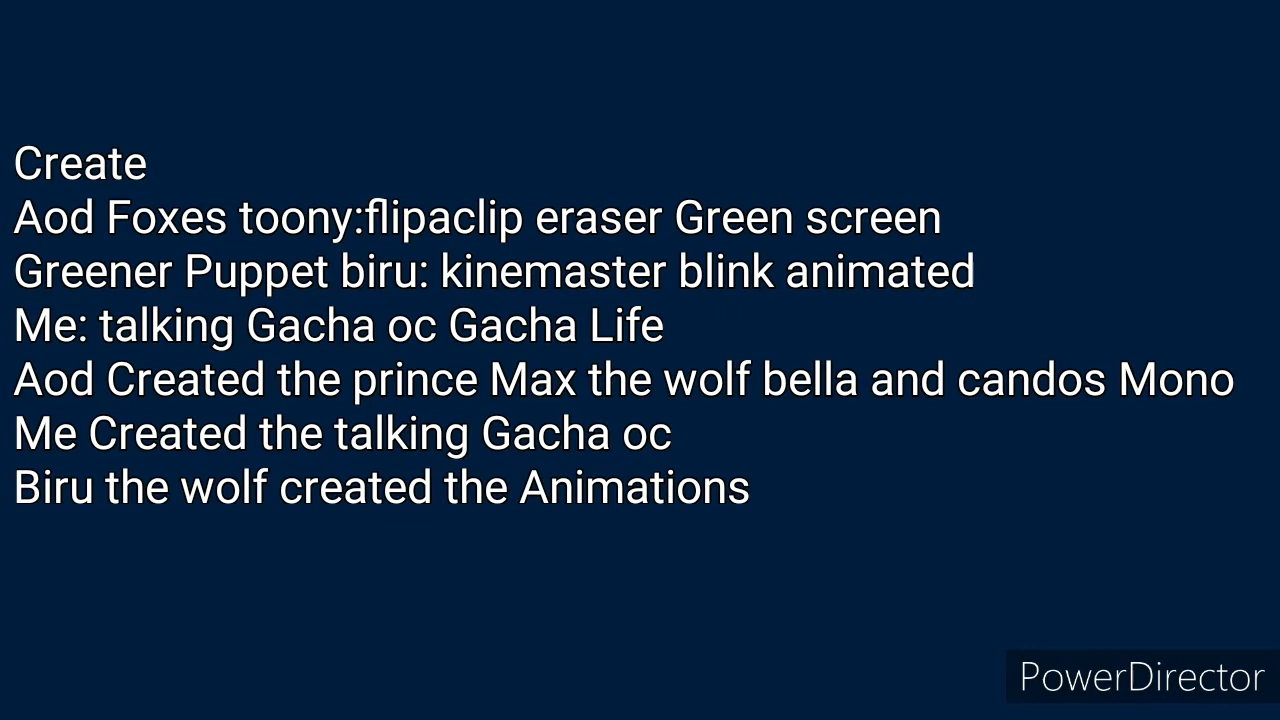 Create
Aod Foxes toony:flipaclip eraser Green screen
Greener Puppet biru: kinemaster blink animated
Me: talking Gacha oc Gacha Life
Aod Created the prince Max the wolf bella and candos Mono
Me Created the talking Gacha oc
Biru the wolf created the Animations
PowerDirector